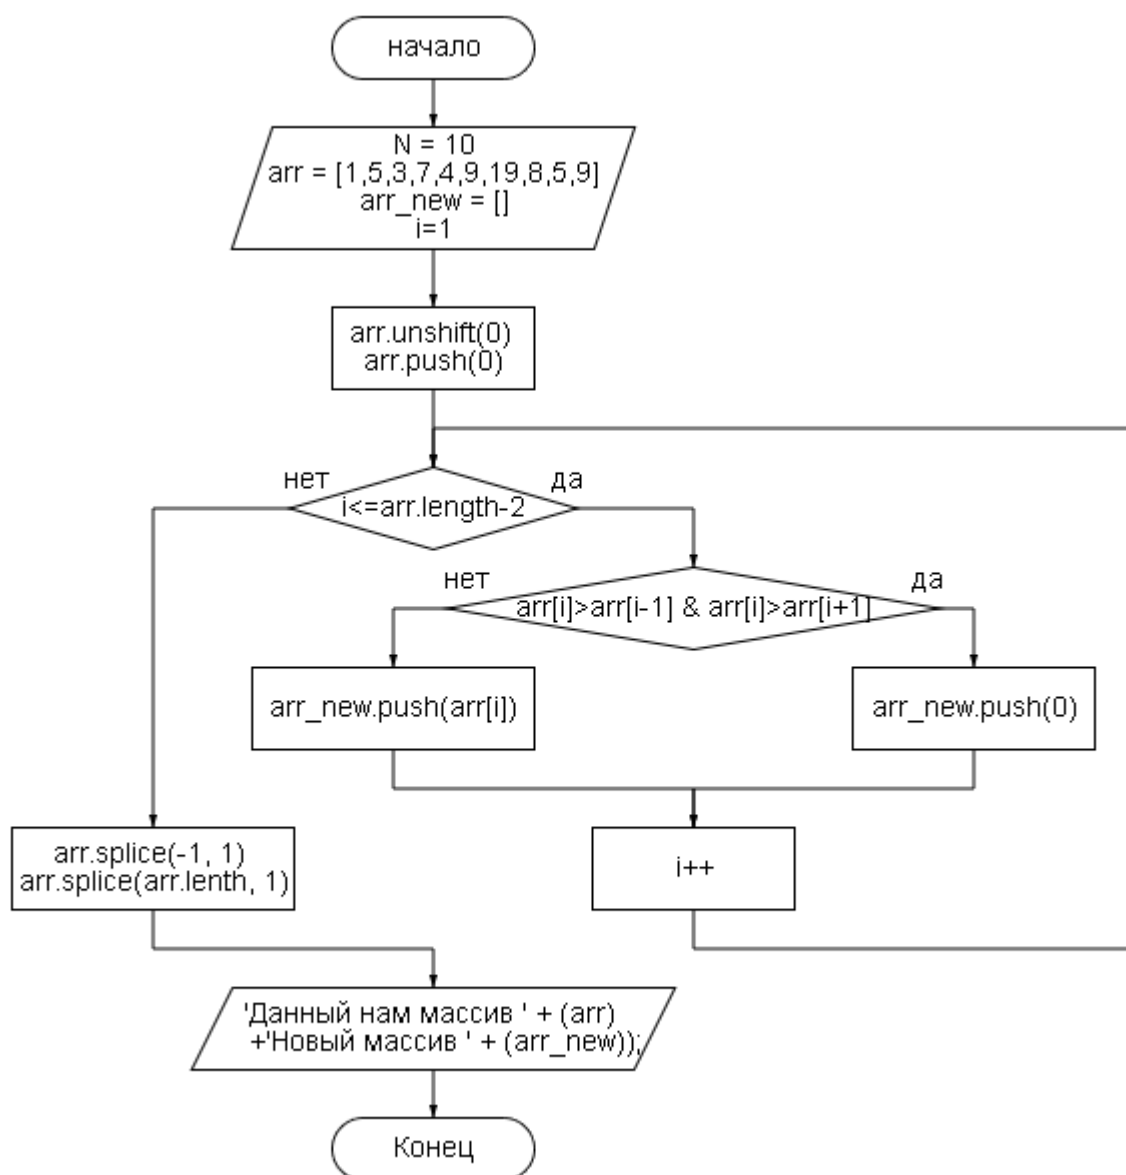 начало
N = 10
arr = [1,5,3,7,4,9,19,8,5,9]
arr_new = []
i=1
arr.unshift(0)
arr.push(0)
нет
да
i<=arr.length-2
нет
да
arr[i]>arr[i-1] & arr[i]>arr[i+1]
arr_new.push(arr[i])
arr_new.push(0)
arr.splice(-1, 1)
arr.splice(arr.lenth, 1)
i++
'Данный нам массив ' + (arr)
+'Новый массив ' + (arr_new));
Конец